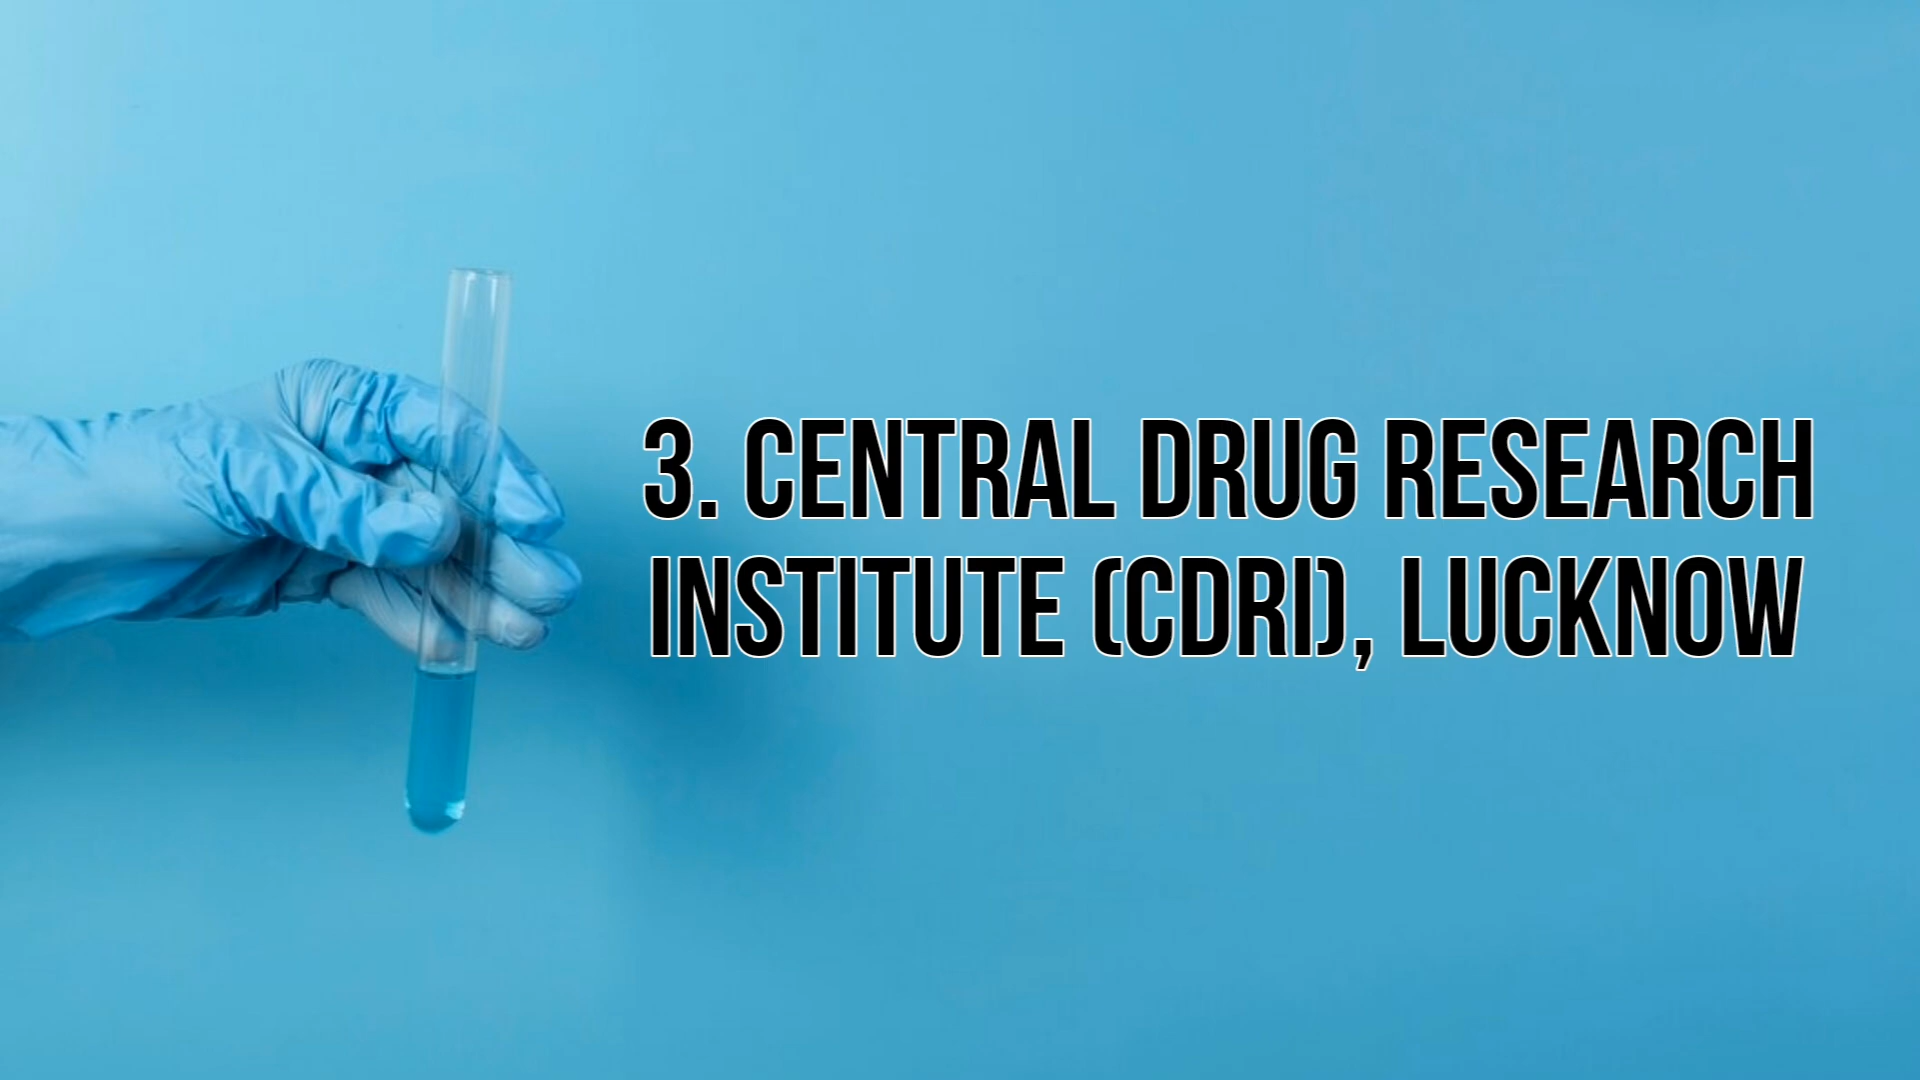 3. CENTRAL DRUG RESEARCH
INSTITUTE (CDRI), LUCKNOW